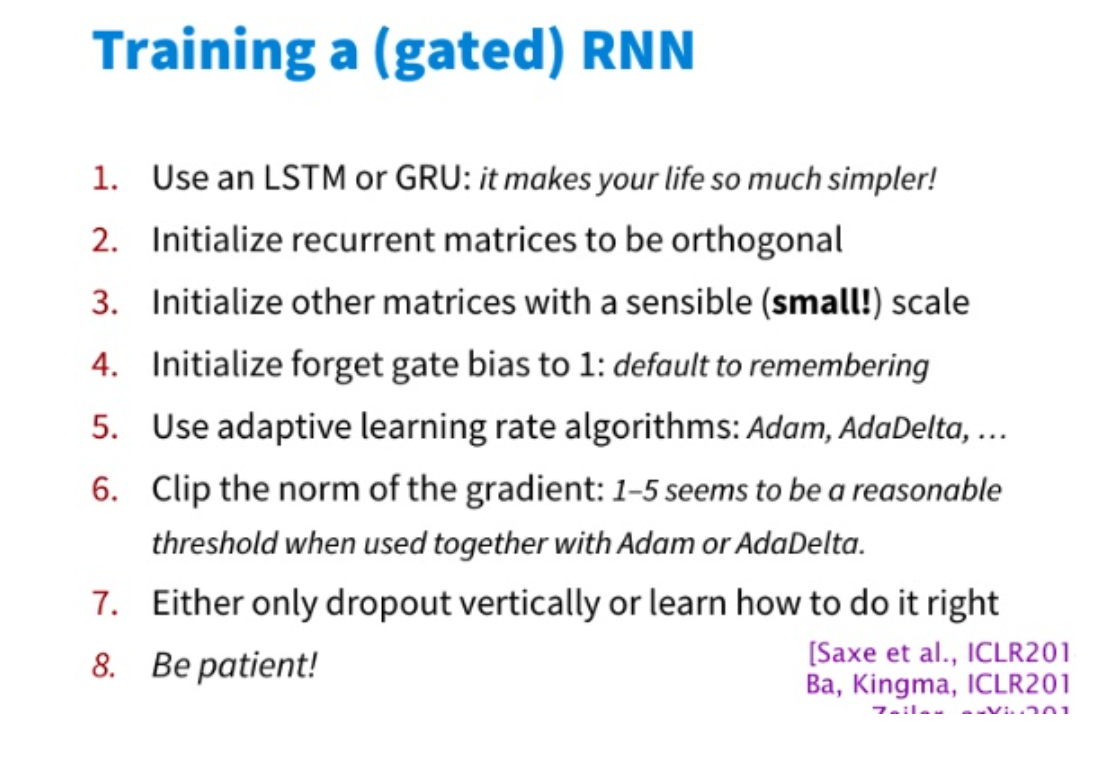 Training a (gated) RNN
1. Use an LSTM or GRU: it makes your life so much simpler!
2. Initialize recurrent matrices to be orthogonal
3. Initialize other matrices with a sensible (small!) scale
4. Initialize forget gate bias to 1: default to remembering
5. Use adaptive learning rate algorithms: Adam, AdaDelta, …
6. Clip the norm of the gradient: 1–5 seems to be a reasonable
threshold when used together with Adam or AdaDelta.
7. Either only dropout vertically or learn how to do it right
8. Be patient!
[Saxe et al., ICLR201
Ba, Kingma, ICLR201